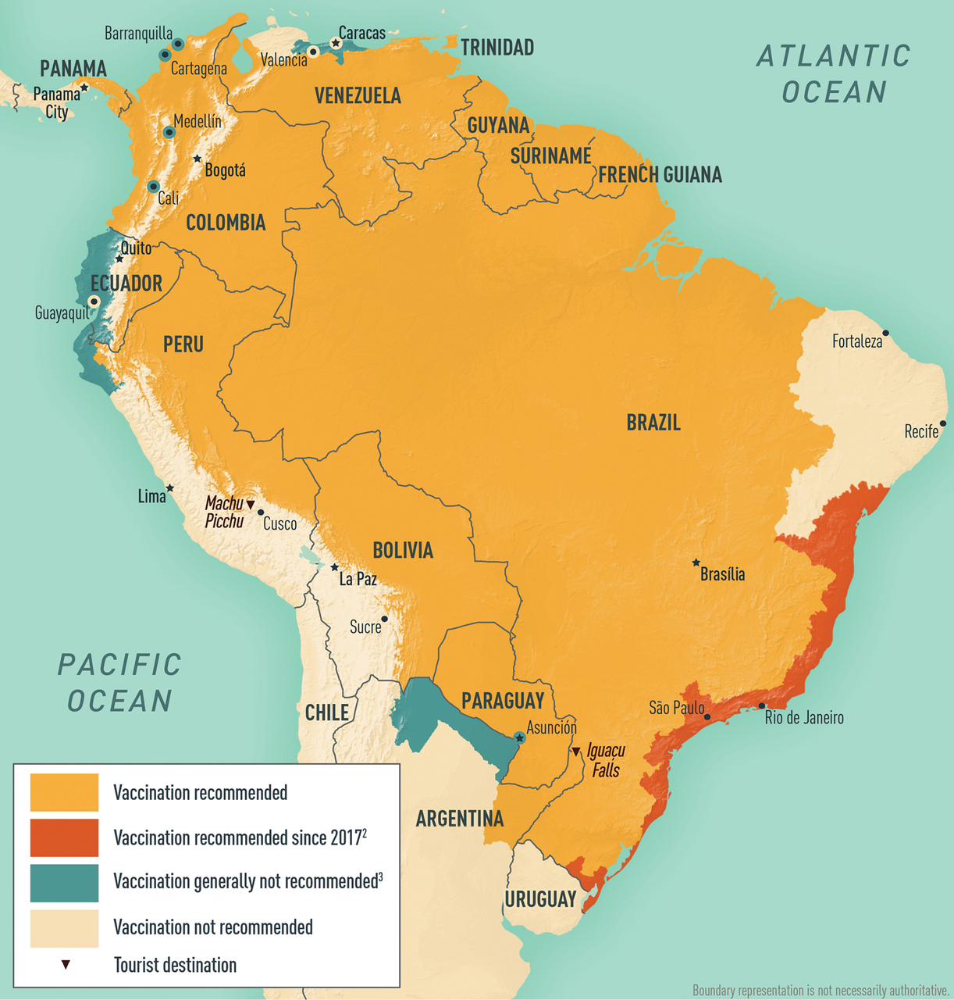 Barranquilla
Cartagena
Caracas
Valencia
TRINIDAD
ATLANTIC
OCEAN
PANAMA
Panama
City
VENEZUELA
GUYANA
SURINAME
FRENCH GUIANA
Medellín
Bogotá
Cali
COLOMBIA
Quito
ECUADOR
Guayaquil
PERU
Fortaleza
BRAZIL
Recife
Lima
Machu
Picchu
Cusco
BOLIVIA
La Paz
Brasília
Sucre
PACIFIC
OCEAN
PARAGUAY
CHILE
São Paulo
Rio de Janeiro
Asunción
Iguaçu
Falls
ARGENTINA
URUGUAY
Vaccination recommended
Vaccination recommended since 2017²
Vaccination generally not recommended³
Vaccination not recommended
Tourist destination
Boundary representation is not necessarily authoritative.